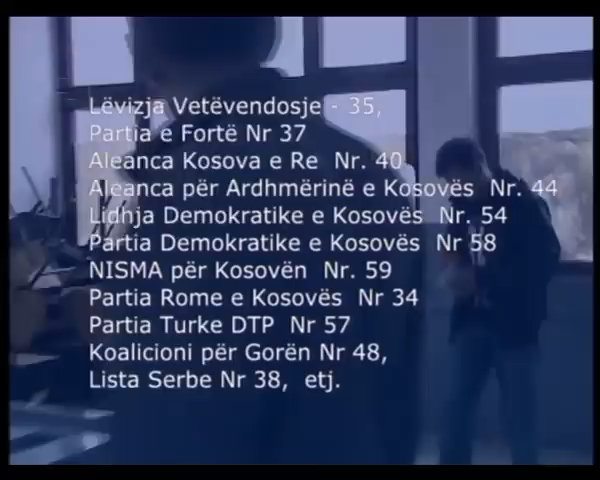 Lëvizja Vetëvendosje - 35,
Partia e Fortë Nr 37
Aleanca Kosova e Re Nr. 40
Aleanca për Ardhmërinë e Kosovës Nr. 44
Lidhja Demokratike e Kosovës Nr. 54
Partia Demokratike e Kosovës Nr 58
NISMA për Kosovën Nr. 59
Partia Rome e Kosovës Nr 34
Partia Turke DTP Nr 57
Koalicioni për Gorën Nr 48,
Lista Serbe Nr 38, etj.